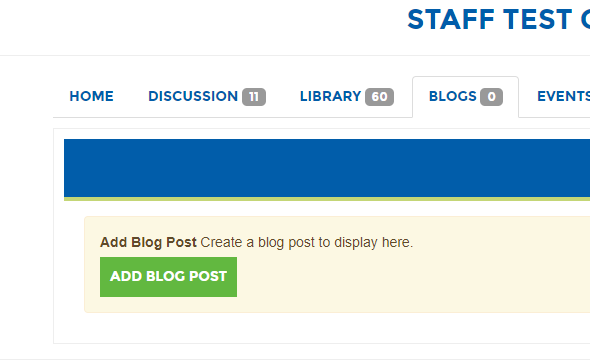 STAFF TEST
HOME DISCUSSION 11 LIBRARY 60 BLOGS 0 EVENTS
Add Blog Post Create a blog post to display here.
ADD BLOG POST